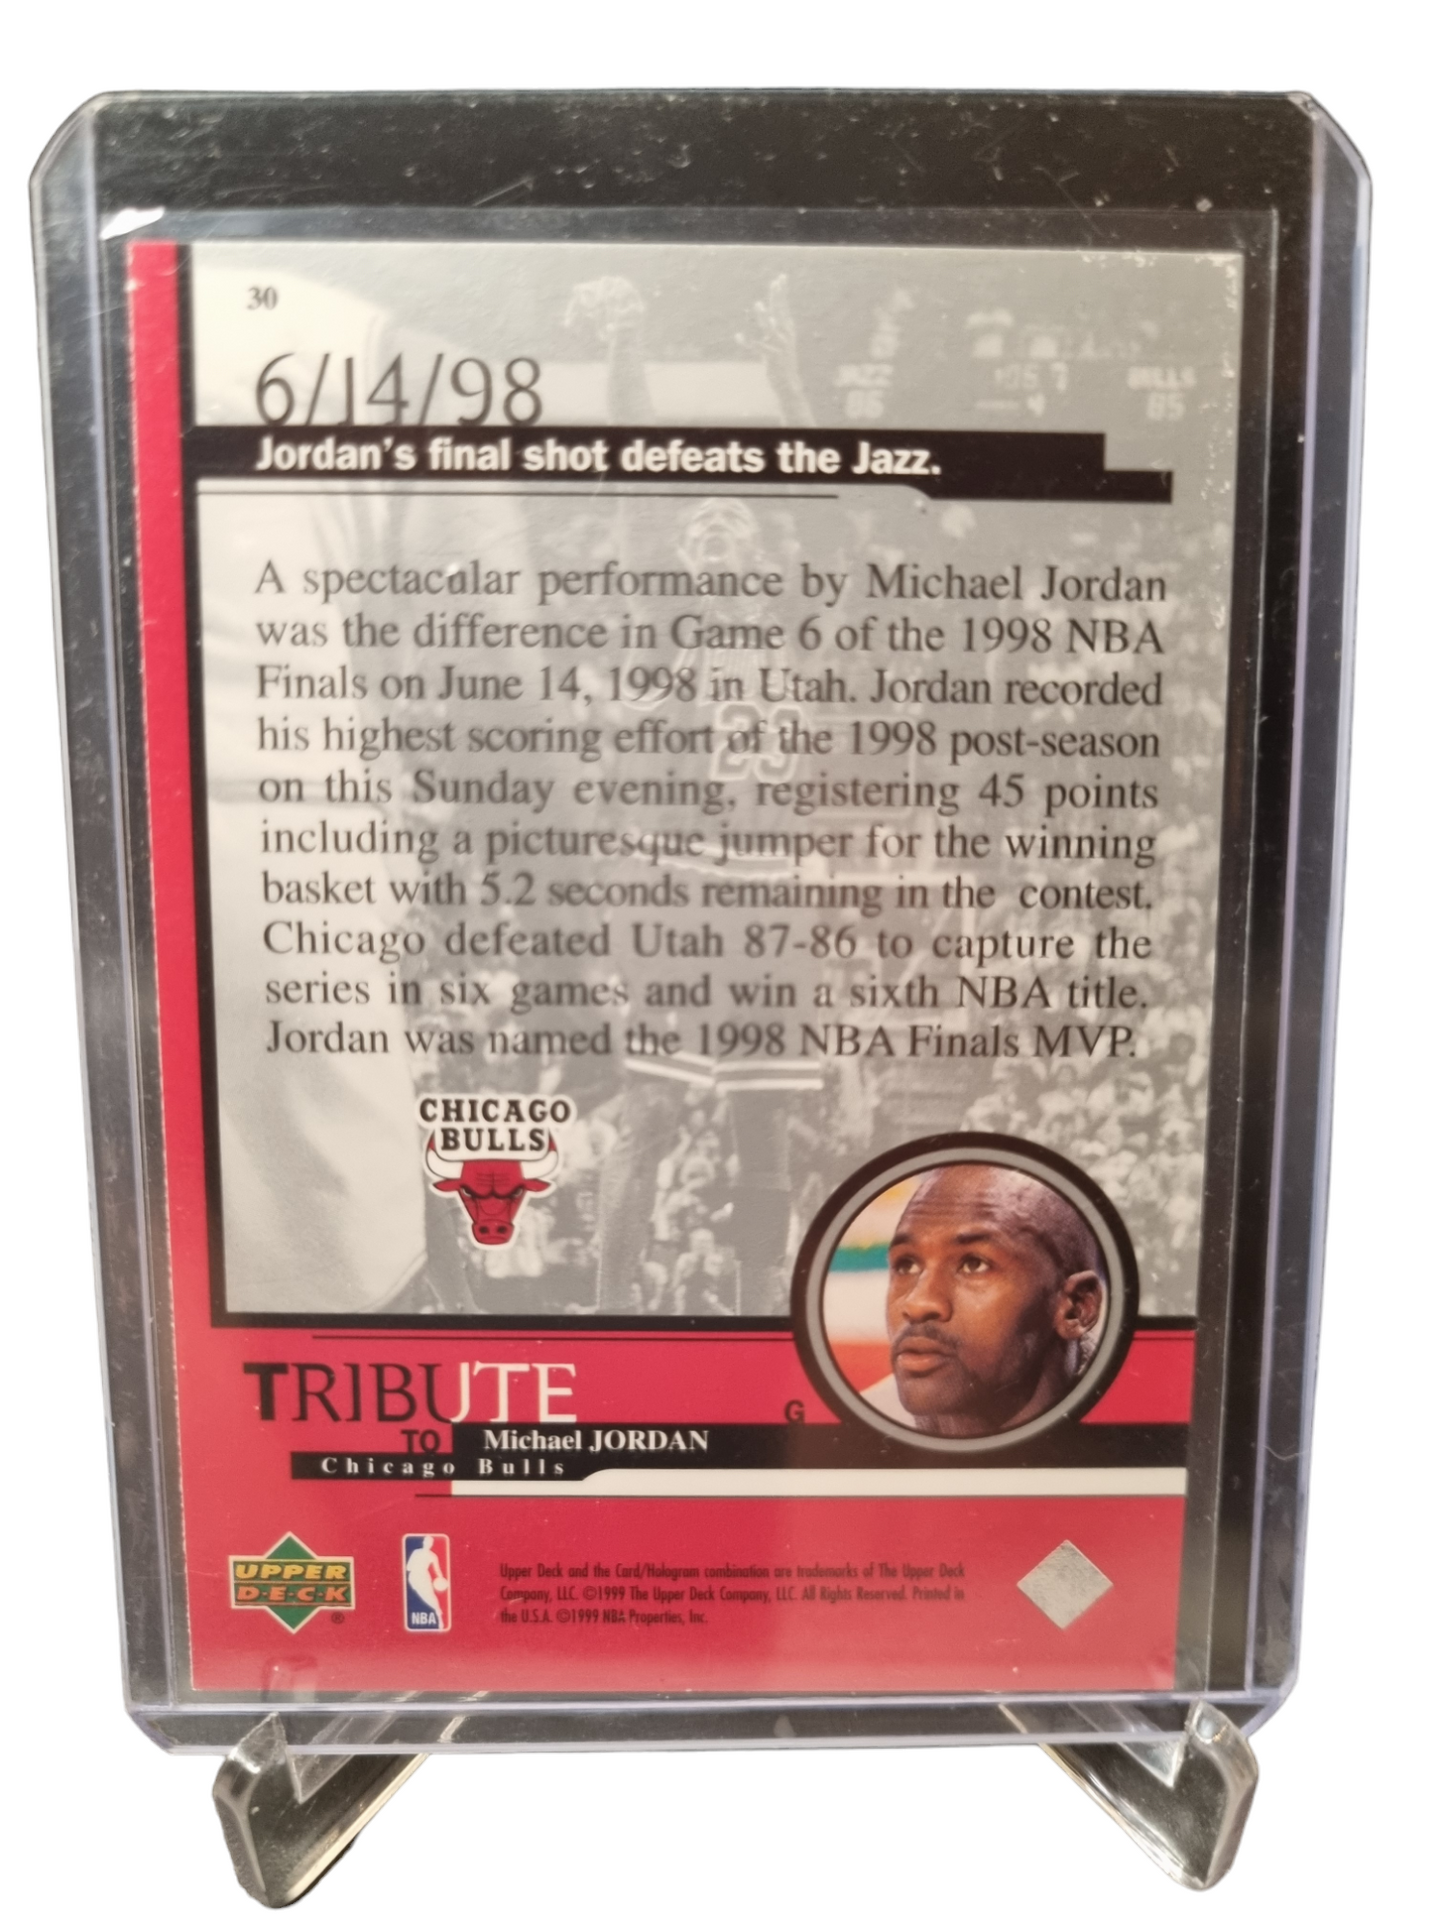 30
6/14/98
Jordan's final shot defeats the Jazz.
JAZZ BULLS
86 85
A spectacular performance by Michael Jordan
was the difference in Game 6 of the 1998 NBA
Finals on June 14, 1998 in Utah. Jordan recorded
his highest scoring effort of the 1998 post-season
on this Sunday evening, registering 45 points
including a picturesque jumper for the winning
basket with 5.2 seconds remaining in the contest.
Chicago defeated Utah 87-86 to capture the
series in six games and win a sixth NBA title.
Jordan was named the 1998 NBA Finals MVP.
23
CHICAGO
BULLS
TRIBUTE
G
TO Michael JORDAN
Chicago Bulls
UPPER
D·E·C·K
®
NBA
Upper Deck and the Card/Hologram combination are trademarks of The Upper Deck
Company, LLC. ©1999 The Upper Deck Company, LLC. All Rights Reserved. Printed in
the U.S.A. ©1999 NBA Properties, Inc.